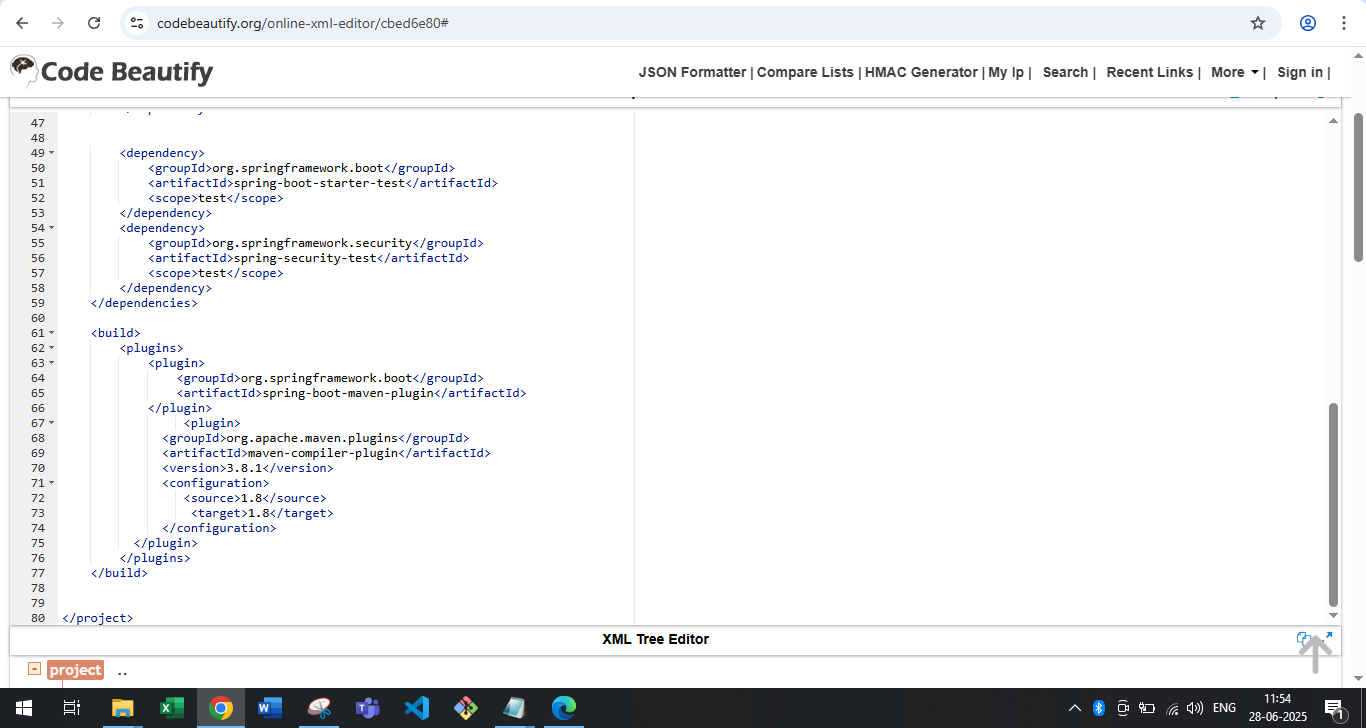 codebeautify.org/online-xml-editor/cbed6e80#
Code Beautify
JSON Formatter | Compare Lists | HMAC Generator | My Ip | Search | Recent Links | More | Sign in |
47
48
49 <dependency>
50 <groupId>org.springframework.boot</groupId>
51 <artifactId>spring-boot-starter-test</artifactId>
52 <scope>test</scope>
53 </dependency>
54 <dependency>
55 <groupId>org.springframework.security</groupId>
56 <artifactId>spring-security-test</artifactId>
57 <scope>test</scope>
58 </dependency>
59 </dependencies>
60
61 <build>
62 <plugins>
63 <plugin>
64 <groupId>org.springframework.boot</groupId>
65 <artifactId>spring-boot-maven-plugin</artifactId>
66 </plugin>
67 <plugin>
68 <groupId>org.apache.maven.plugins</groupId>
69 <artifactId>maven-compiler-plugin</artifactId>
70 <version>3.8.1</version>
71 <configuration>
72 <source>1.8</source>
73 <target>1.8</target>
74 </configuration>
75 </plugin>
76 </plugins>
77 </build>
78
79
80 </project>
XML Tree Editor
project ..
ENG
11:54
28-06-2025
1